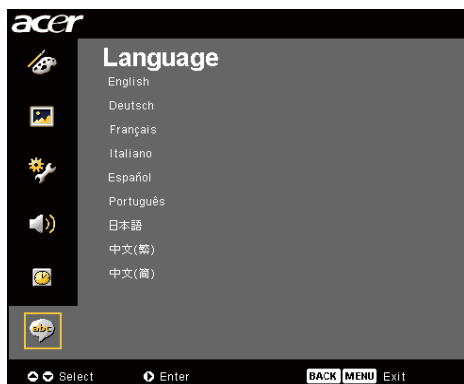 acer
Language
English
Deutsch
Français
Italiano
Español
Português
日本語
中文(繁)
中文(简)
abc
Select Enter BACK MENU Exit